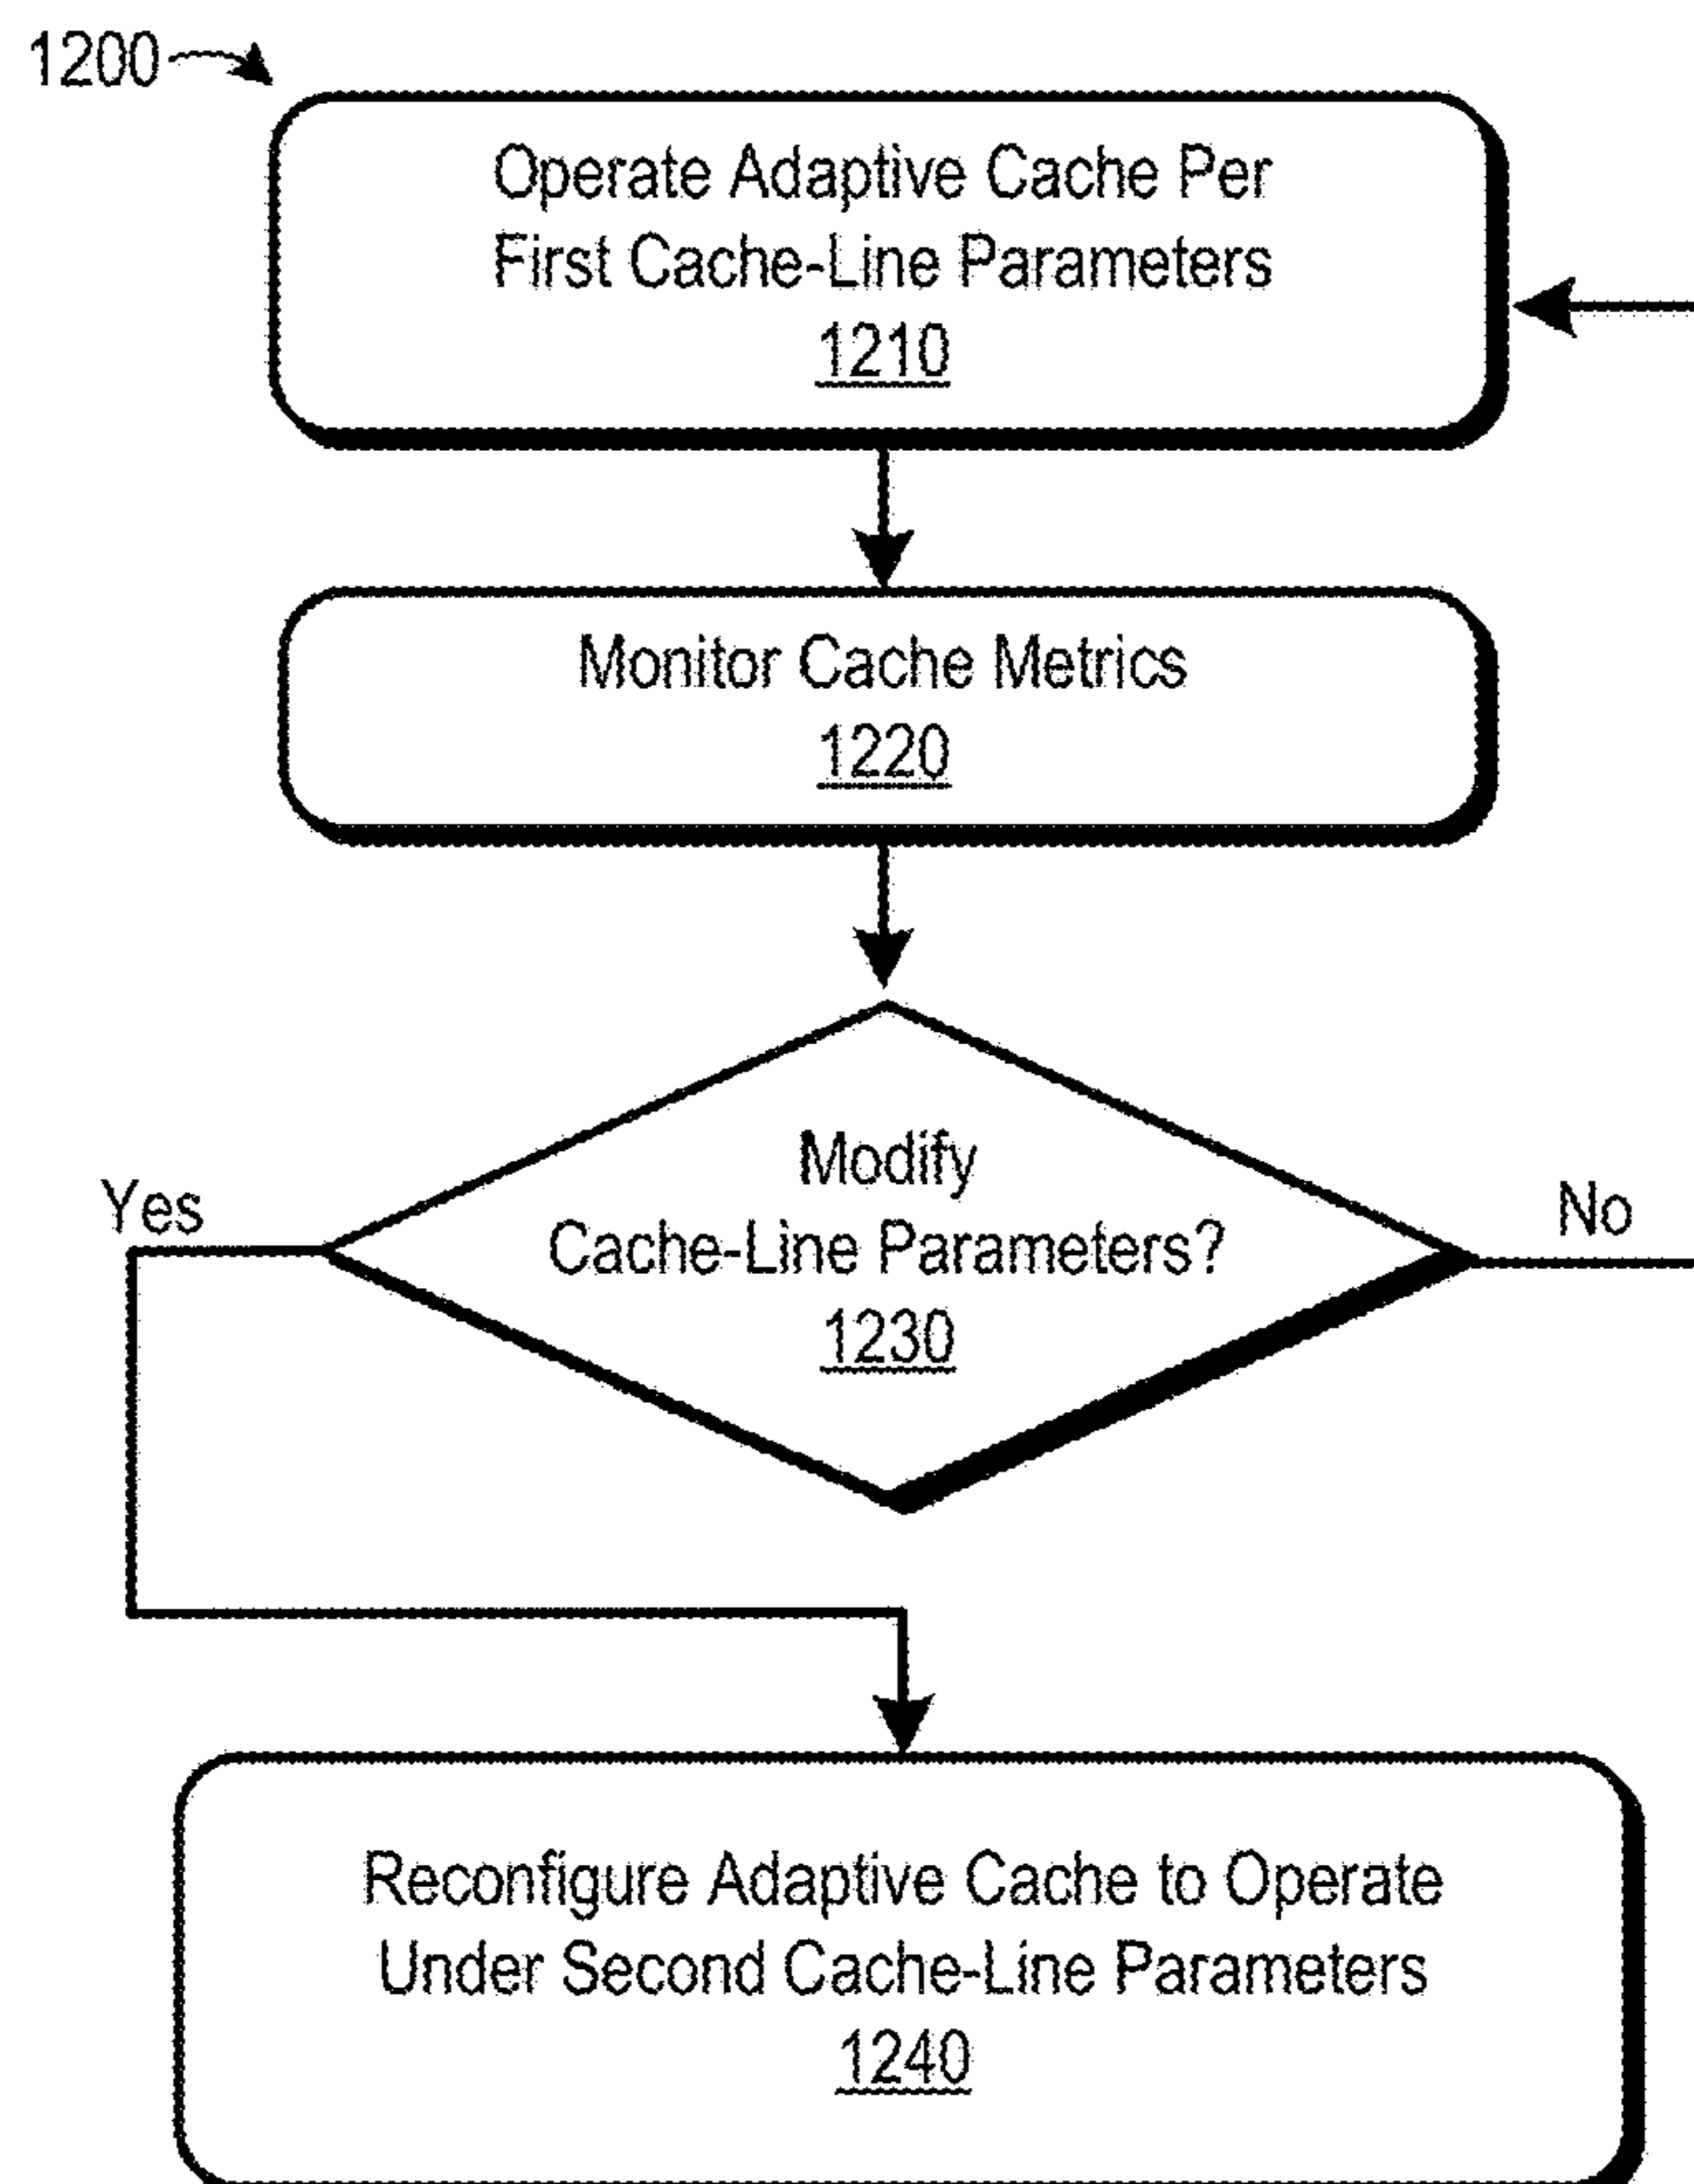 1200
Operate Adaptive Cache Per
First Cache-Line Parameters
1210
Monitor Cache Metrics
1220
Modify
Cache-Line Parameters?
1230
Yes
No
Reconfigure Adaptive Cache to Operate
Under Second Cache-Line Parameters
1240